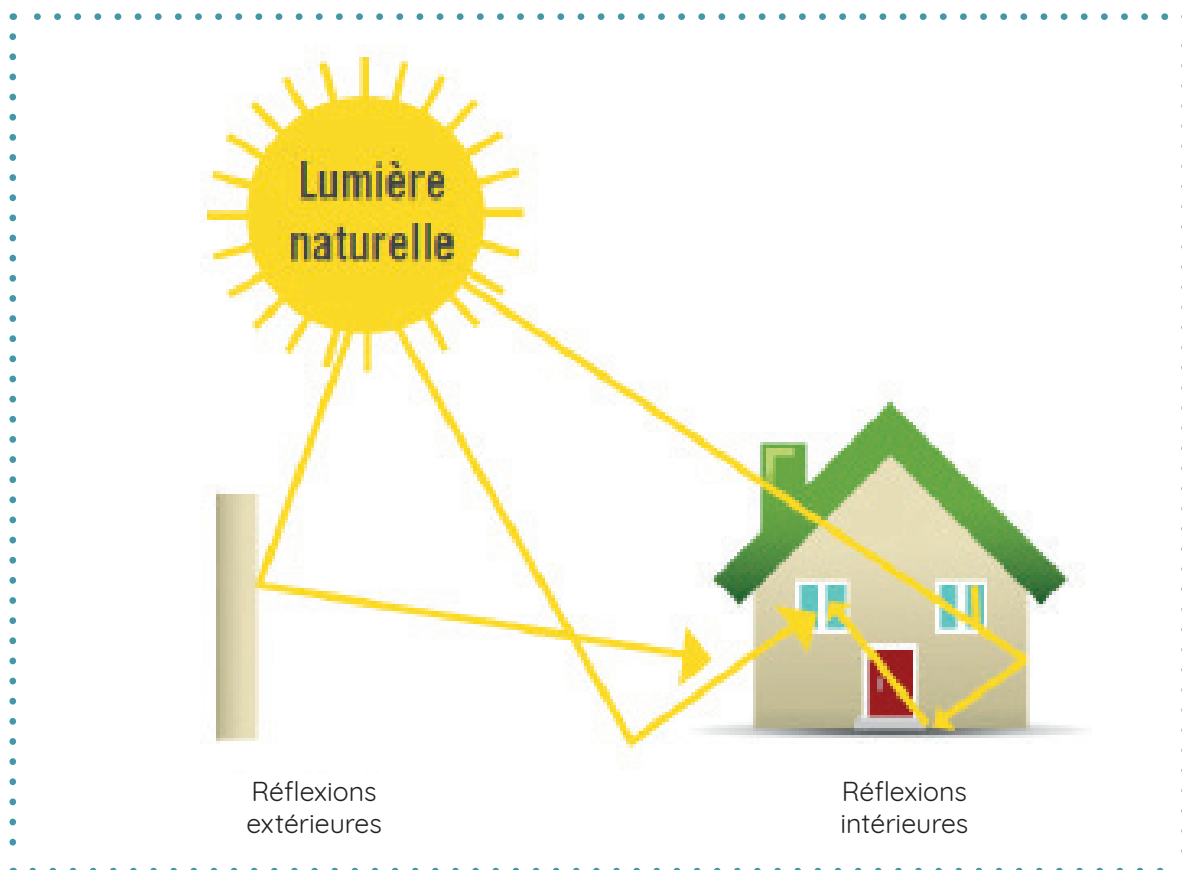 Lumière
naturelle
Réflexions
extérieures
Réflexions
intérieures